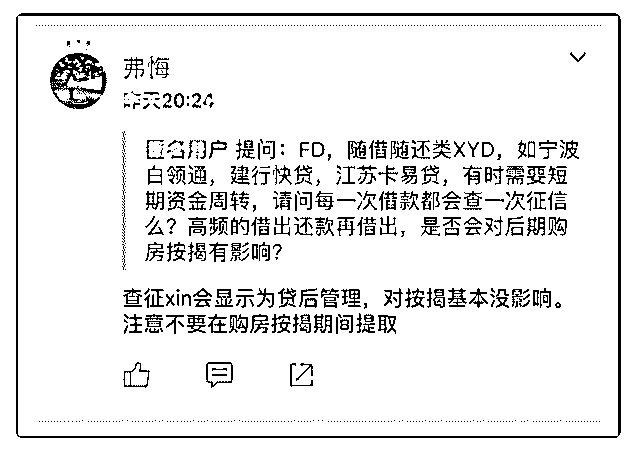 弗悔
昨天20:24
匿名用户 提问：FD，随借随还类XYD，如宁波
白领通，建行快贷，江苏卡易贷，有时需要短
期资金周转，请问每一次借款都会查一次征信
么？高频的借出还款再借出，是否会对后期购
房按揭有影响？
查征xin会显示为贷后管理，对按揭基本没影响。
注意不要在购房按揭期间提取